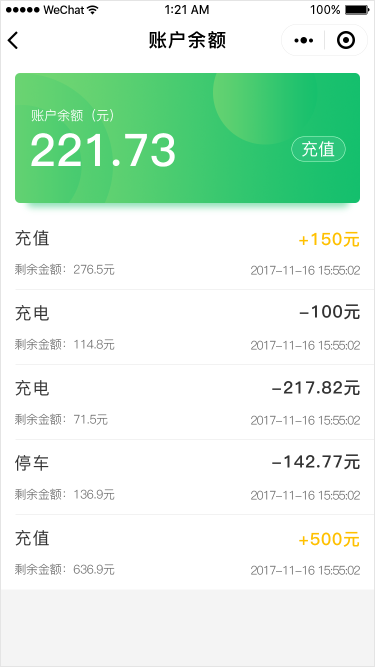 WeChat 1:21 AM 100%
账户余额
账户余额（元）
221.73
充值
充值 +150元
剩余金额：276.5元 2017-11-16 15:55:02
充电 -100元
剩余金额：114.8元 2017-11-16 15:55:02
充电 -217.82元
剩余金额：71.5元 2017-11-16 15:55:02
停车 -142.77元
剩余金额：136.9元 2017-11-16 15:55:02
充值 +500元
剩余金额：636.9元 2017-11-16 15:55:02